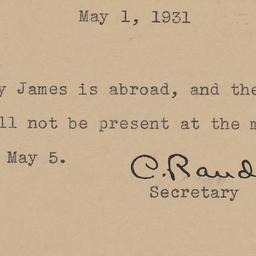 May 1, 1931
y James is abroad, and the
ll not be present at the m
May 5.
C. Rand
Secretary